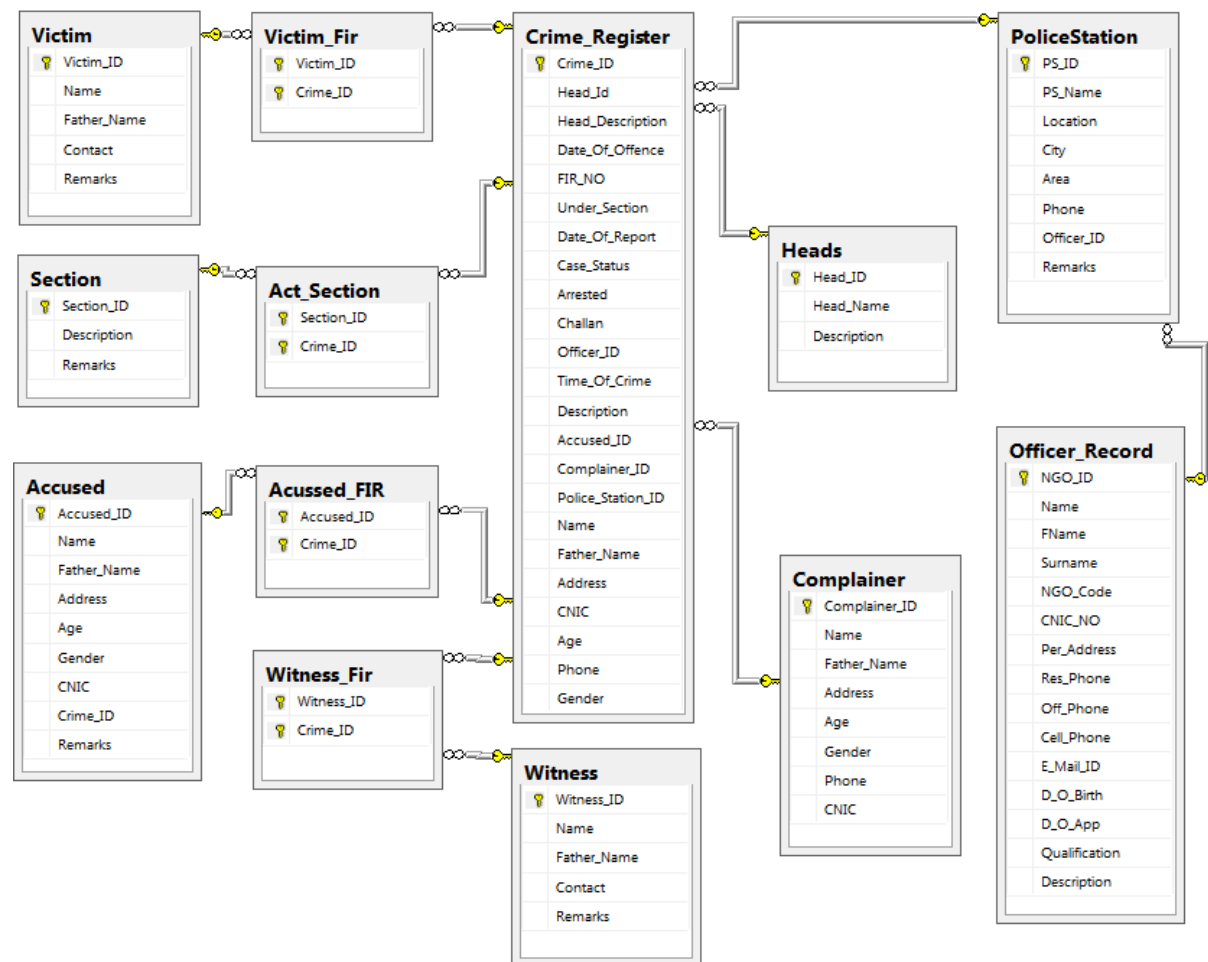 Victim
Victim_ID
Name
Father_Name
Contact
Remarks
Victim_Fir
Victim_ID
Crime_ID
Crime_Register
Crime_ID
Head_Id
Head_Description
Date_Of_Offence
FIR_NO
Under_Section
Date_Of_Report
Case_Status
Arrested
Challan
Officer_ID
Time_Of_Crime
Description
Accused_ID
Complainer_ID
Police_Station_ID
Name
Father_Name
Address
CNIC
Age
Phone
Gender
PoliceStation
PS_ID
PS_Name
Location
City
Area
Phone
Officer_ID
Remarks
Section
Section_ID
Description
Remarks
Act_Section
Section_ID
Crime_ID
Heads
Head_ID
Head_Name
Description
Accused
Accused_ID
Name
Father_Name
Address
Age
Gender
CNIC
Crime_ID
Remarks
Acussed_FIR
Accused_ID
Crime_ID
Witness_Fir
Witness_ID
Crime_ID
Witness
Witness_ID
Name
Father_Name
Contact
Remarks
Complainer
Complainer_ID
Name
Father_Name
Address
Age
Gender
Phone
CNIC
Officer_Record
NGO_ID
Name
FName
Surname
NGO_Code
CNIC_NO
Per_Address
Res_Phone
Off_Phone
Cell_Phone
E_Mail_ID
D_O_Birth
D_O_App
Qualification
Description